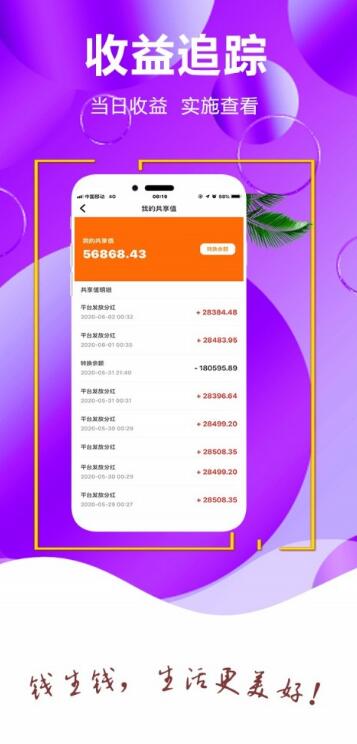 收益追踪
当日收益 实施查看
中国移动 4G 08:19 98%
我的共享值
我的共享值
56868.43
转换余额
共享值明细
平台发放分红 + 28384.48
2020-06-02 00:32
平台发放分红 + 28483.95
2020-06-01 00:35
转换余额 - 180595.89
2020-05-31 21:40
平台发放分红 + 28396.64
2020-05-31 00:31
平台发放分红 + 28499.20
2020-05-30 00:29
平台发放分红 + 28508.35
平台发放分红 + 28499.20
2020-05-30 00:29
平台发放分红 + 28508.35
2020-05-29 00:27
钱生钱，生活更美好！